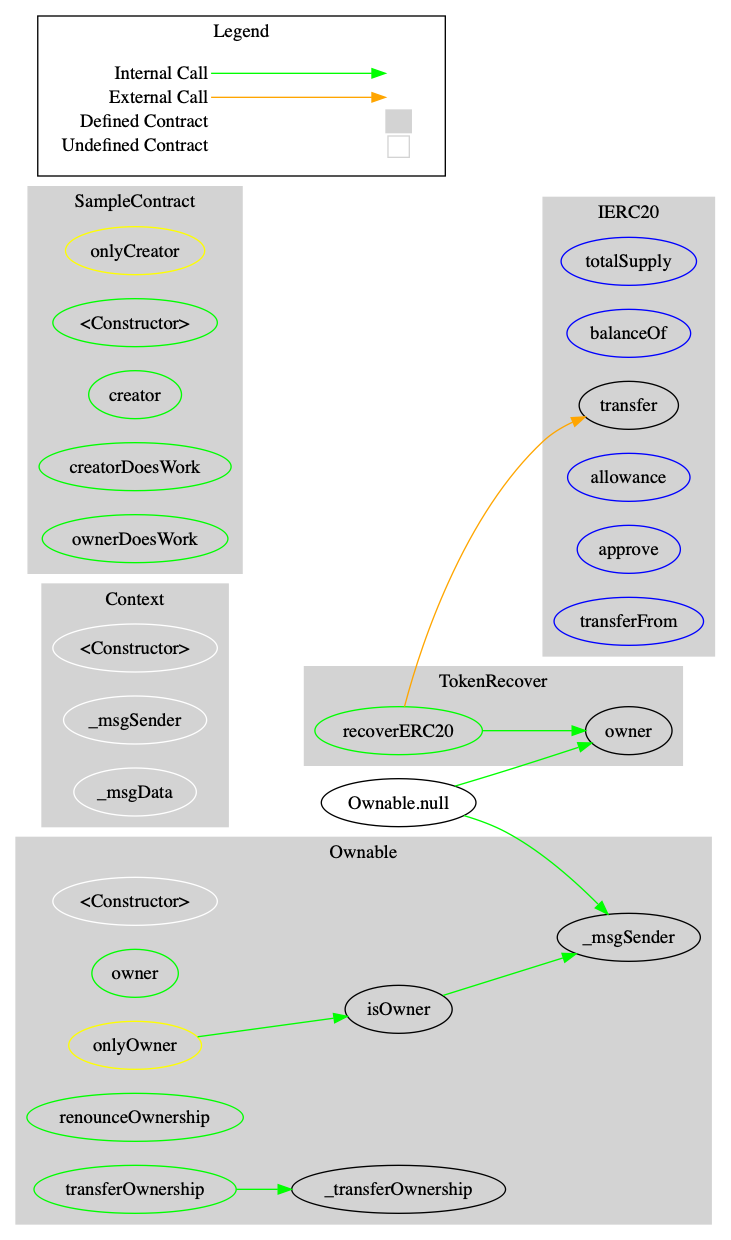 Legend
Internal Call
External Call
Defined Contract
Undefined Contract
SampleContract
onlyCreator
<Constructor>
creator
creatorDoesWork
ownerDoesWork
IERC20
totalSupply
balanceOf
transfer
allowance
approve
transferFrom
Context
<Constructor>
_msgSender
_msgData
TokenRecover
recoverERC20
owner
Ownable.null
Ownable
<Constructor>
owner
onlyOwner
isOwner
_msgSender
renounceOwnership
transferOwnership
_transferOwnership